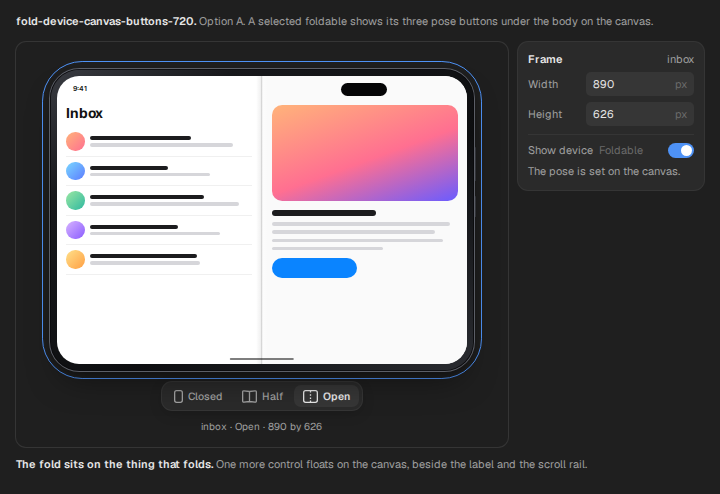 fold-device-canvas-buttons-720. Option A. A selected foldable shows its three pose buttons under the body on the canvas.
9:41
Inbox
Closed Half Open
inbox · Open · 890 by 626
Frame inbox
Width 890 px
Height 626 px
Show device Foldable
The pose is set on the canvas.
The fold sits on the thing that folds. One more control floats on the canvas, beside the label and the scroll rail.